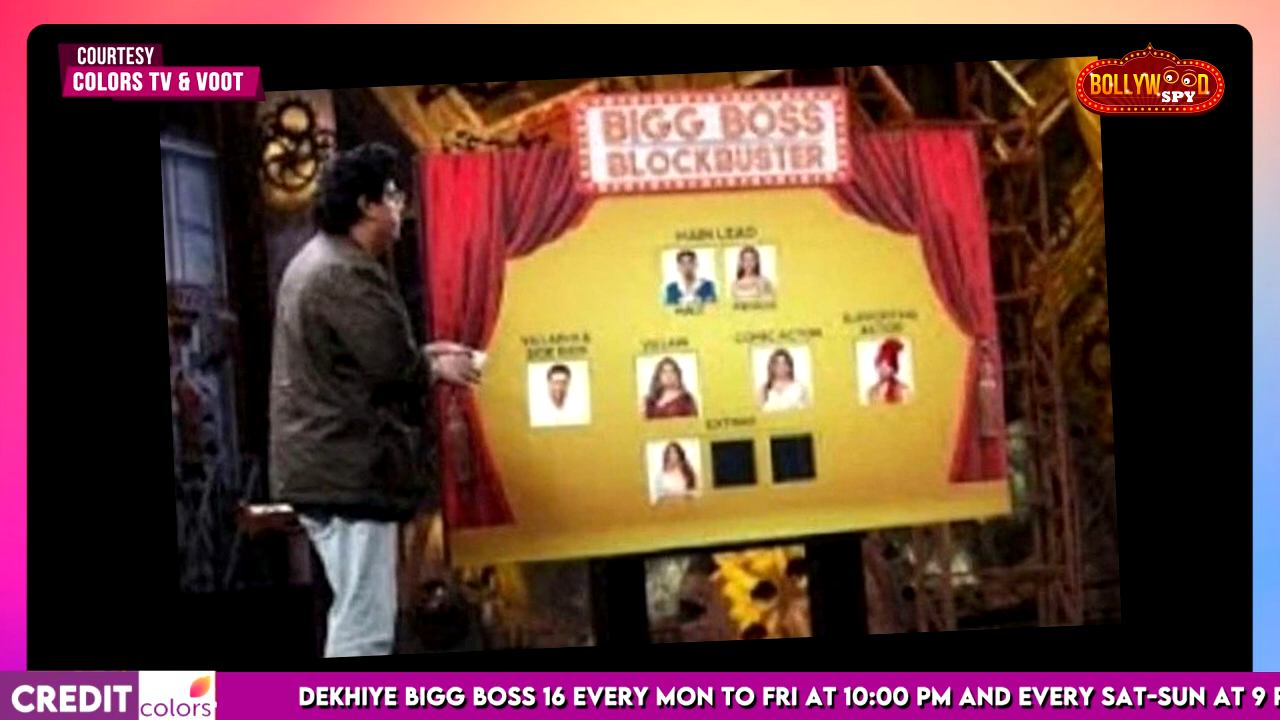 COURTESY
COLORS TV & VOOT
BOLLYWOOD
SPY
BIGG BOSS
BLOCKBUSTER
MAIN LEAD
SUPPORTING
ACTOR
VILLAIN
COMIC ACTOR
EXTRAS
CREDIT
colors
DEKHIYE BIGG BOSS 16 EVERY MON TO FRI AT 10:00 PM AND EVERY SAT-SUN AT 9